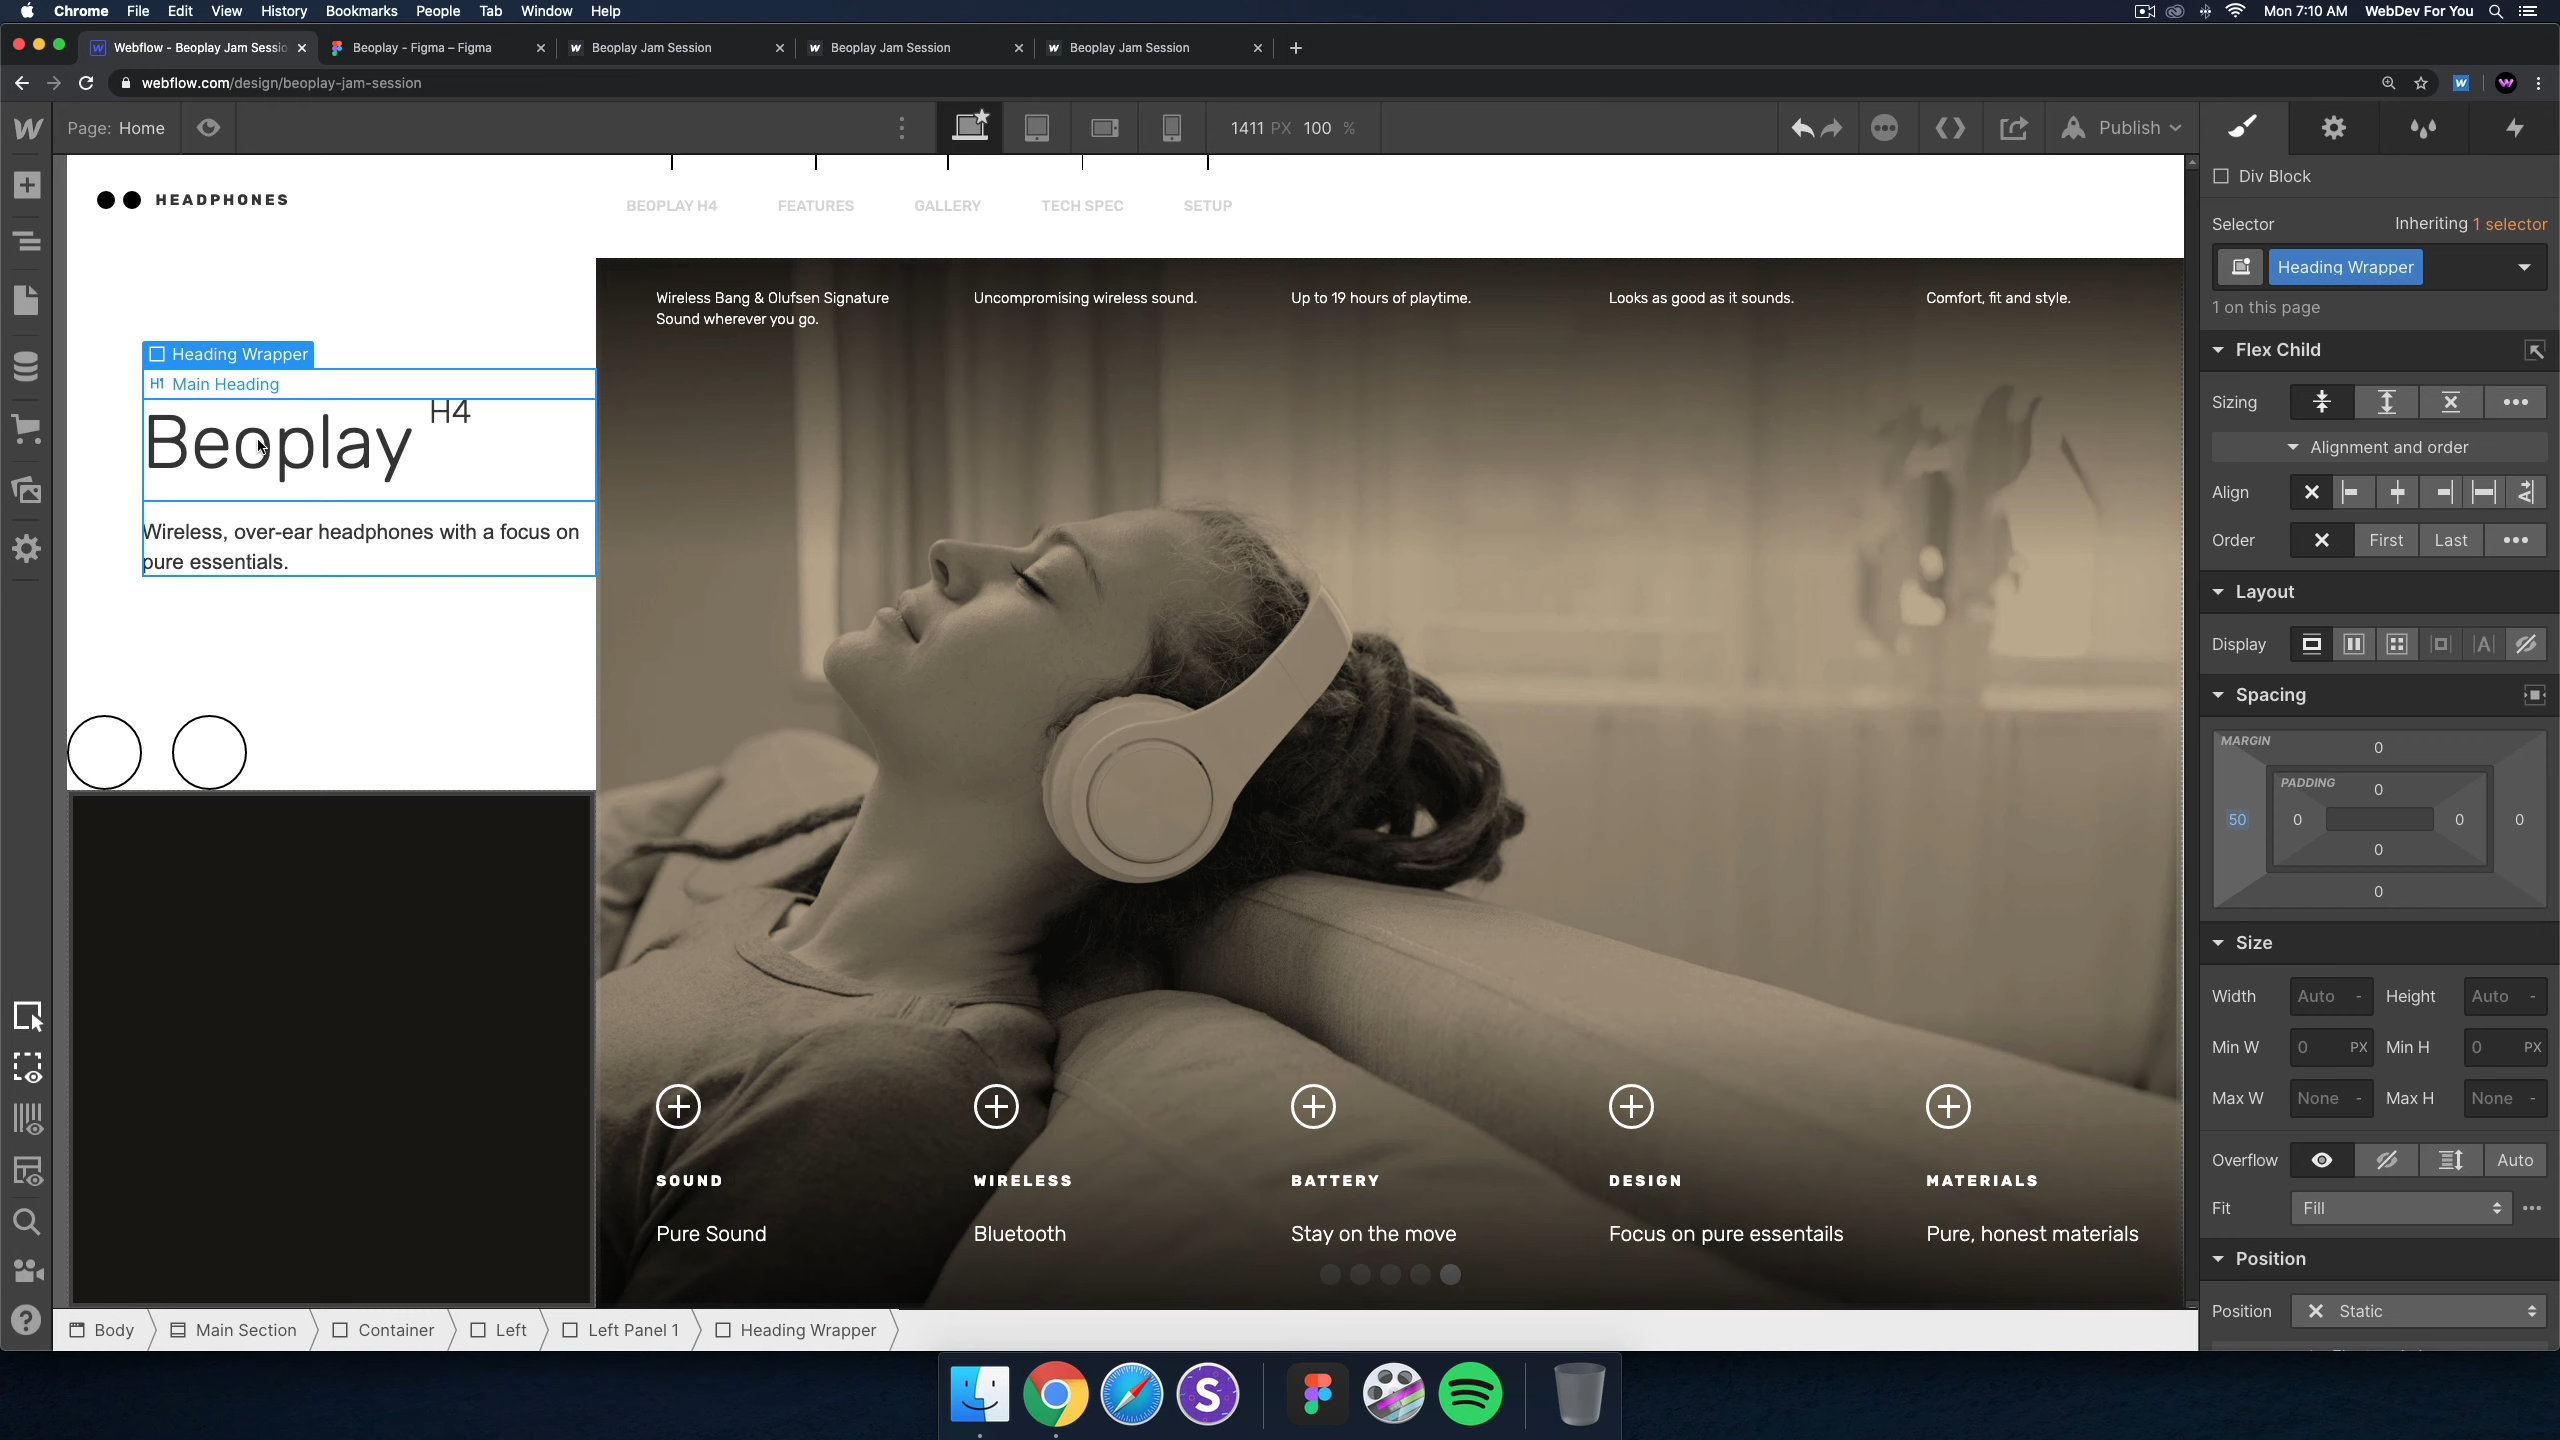 Chrome File Edit View History Bookmarks People Tab Window Help
Mon 7:10 AM WebDev For You
Webflow - Beoplay Jam Sessio
Beoplay - Figma – Figma
Beoplay Jam Session
Beoplay Jam Session
Beoplay Jam Session
webflow.com/design/beoplay-jam-session
Page: Home
1411 PX 100 %
Publish
HEADPHONES
BEOPLAY H4
FEATURES
GALLERY
TECH SPEC
SETUP
Wireless Bang & Olufsen Signature
Sound wherever you go.
Uncompromising wireless sound.
Up to 19 hours of playtime.
Looks as good as it sounds.
Comfort, fit and style.
Heading Wrapper
H1 Main Heading
Beoplay H4
Wireless, over-ear headphones with a focus on
pure essentials.
SOUND
WIRELESS
BATTERY
DESIGN
MATERIALS
Pure Sound
Bluetooth
Stay on the move
Focus on pure essentails
Pure, honest materials
Body
Main Section
Container
Left
Left Panel 1
Heading Wrapper
Div Block
Selector
Inheriting 1 selector
Heading Wrapper
1 on this page
Flex Child
Sizing
Alignment and order
Align
Order
First
Last
Layout
Display
Spacing
MARGIN
0
PADDING
0
50
0
0
0
0
0
Size
Width Auto - Height Auto -
Min W 0 PX Min H 0 PX
Max W None - Max H None -
Overflow
Auto
Fit Fill
Position
Position Static